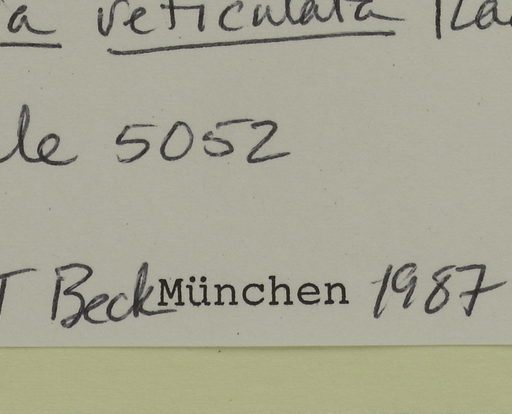 a reticulata
le 5052
T Beck München 1987